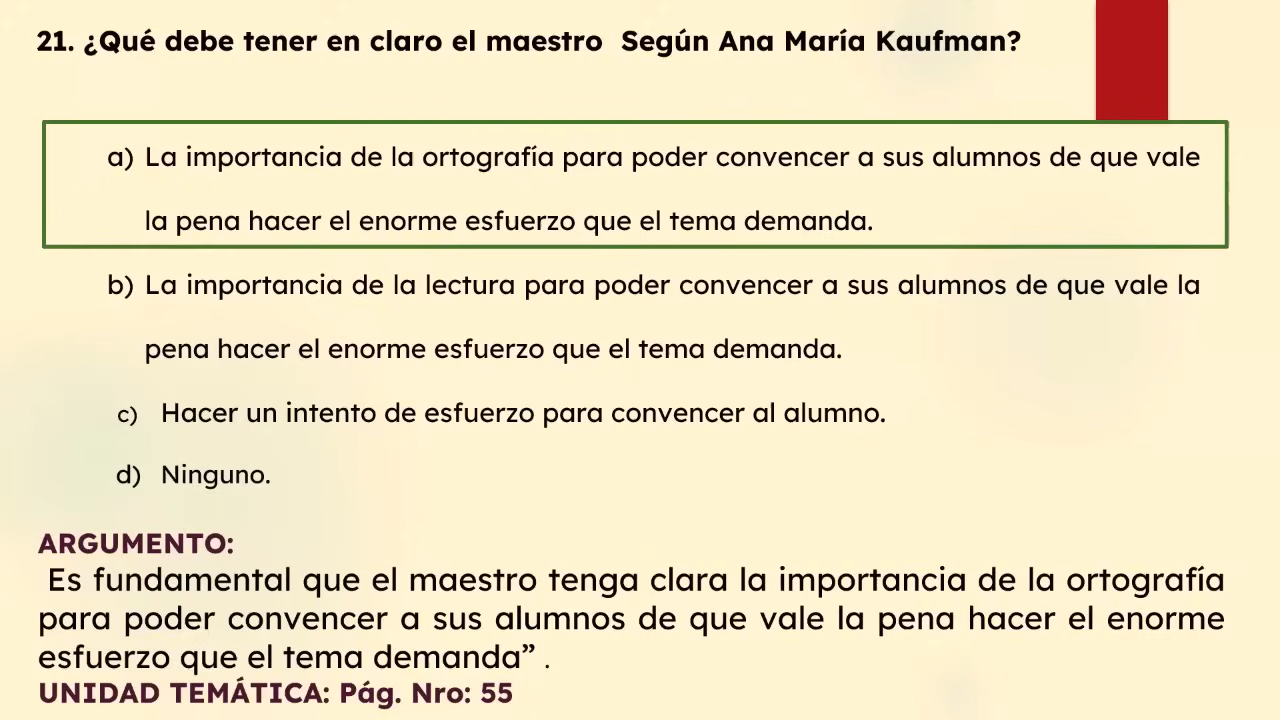 21. ¿Qué debe tener en claro el maestro Según Ana María Kaufman?
a) La importancia de la ortografía para poder convencer a sus alumnos de que vale
la pena hacer el enorme esfuerzo que el tema demanda.
b) La importancia de la lectura para poder convencer a sus alumnos de que vale la
pena hacer el enorme esfuerzo que el tema demanda.
c) Hacer un intento de esfuerzo para convencer al alumno.
d) Ninguno.
ARGUMENTO:
Es fundamental que el maestro tenga clara la importancia de la ortografía
para poder convencer a sus alumnos de que vale la pena hacer el enorme
esfuerzo que el tema demanda” .
UNIDAD TEMÁTICA: Pág. Nro: 55